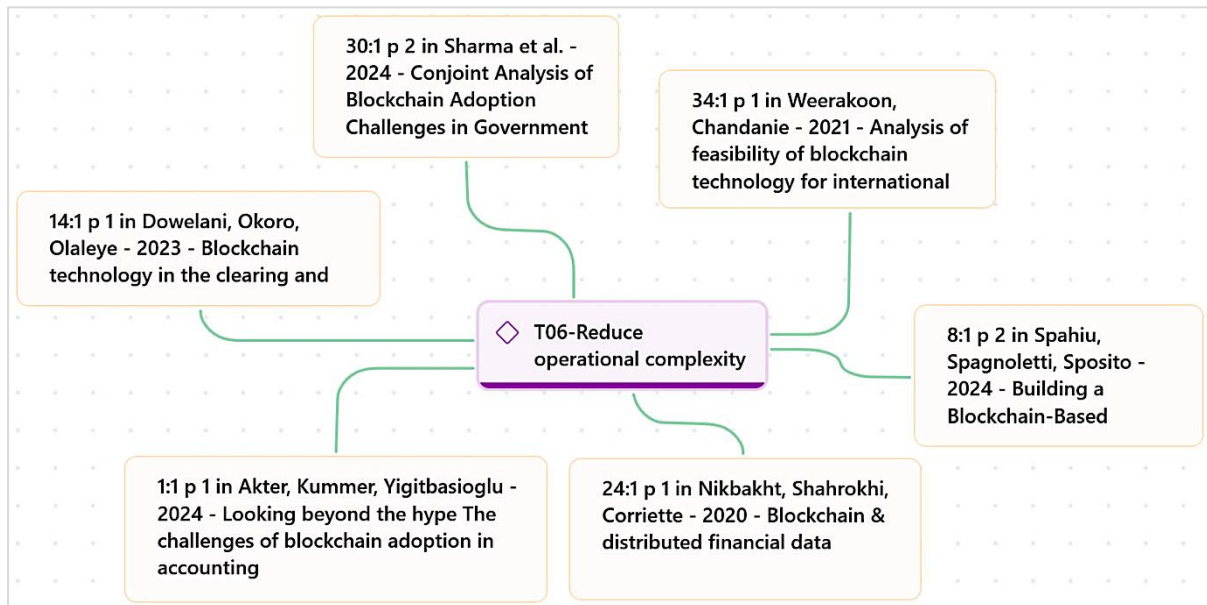 30:1 p 2 in Sharma et al. -
2024 - Conjoint Analysis of
Blockchain Adoption
Challenges in Government
34:1 p 1 in Weerakoon,
Chandanie - 2021 - Analysis of
feasibility of blockchain
technology for international
14:1 p 1 in Dowelani, Okoro,
Olaleye - 2023 - Blockchain
technology in the clearing and
T06-Reduce
operational complexity
8:1 p 2 in Spahiu,
Spagnoletti, Sposito -
2024 - Building a
Blockchain-Based
1:1 p 1 in Akter, Kummer, Yigitbasioglu -
2024 - Looking beyond the hype The
challenges of blockchain adoption in
accounting
24:1 p 1 in Nikbakht, Shahrokhi,
Corriette - 2020 - Blockchain &
distributed financial data